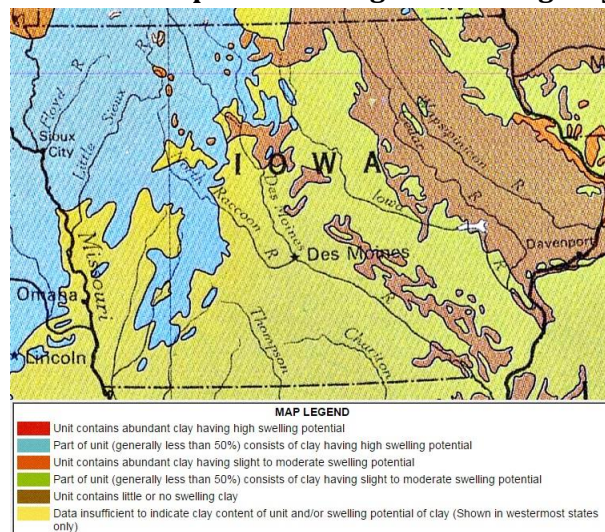 Floyd R
R
Sioux
City
Little Sioux
IOWA
Wapsipinicon
Cedar
R
R
North
Raccoon
R
Des Moines
Iowa
R
Missouri
Des Moines
R
Davenport
Omaha
Lincoln
Thompson
Chariton
MAP LEGEND
Unit contains abundant clay having high swelling potential
Part of unit (generally less than 50%) consists of clay having high swelling potential
Unit contains abundant clay having slight to moderate swelling potential
Part of unit (generally less than 50%) consists of clay having slight to moderate swelling potential
Unit contains little or no swelling clay
Data insufficient to indicate clay content of unit and/or swelling potential of clay (Shown in westermost states
only)